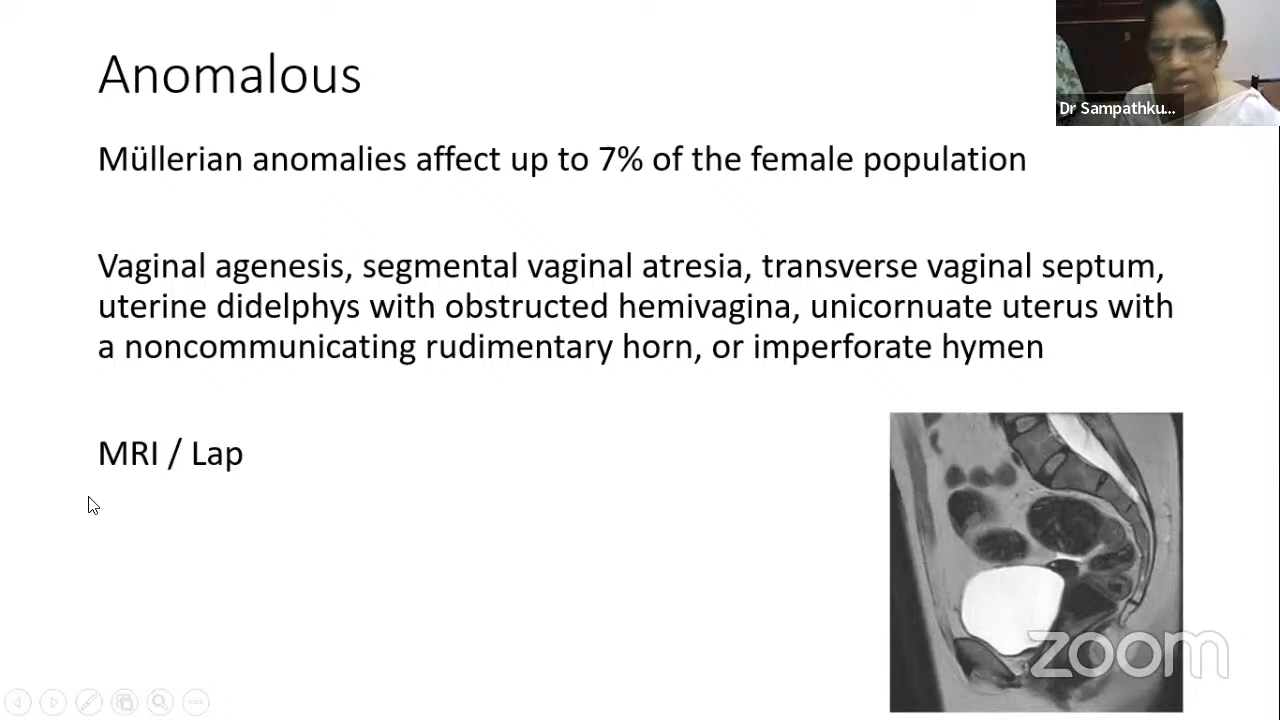 Anomalous
Dr Sampathku...
Müllerian anomalies affect up to 7% of the female population
Vaginal agenesis, segmental vaginal atresia, transverse vaginal septum,
uterine didelphys with obstructed hemivagina, unicornuate uterus with
a noncommunicating rudimentary horn, or imperforate hymen
MRI / Lap
zoom